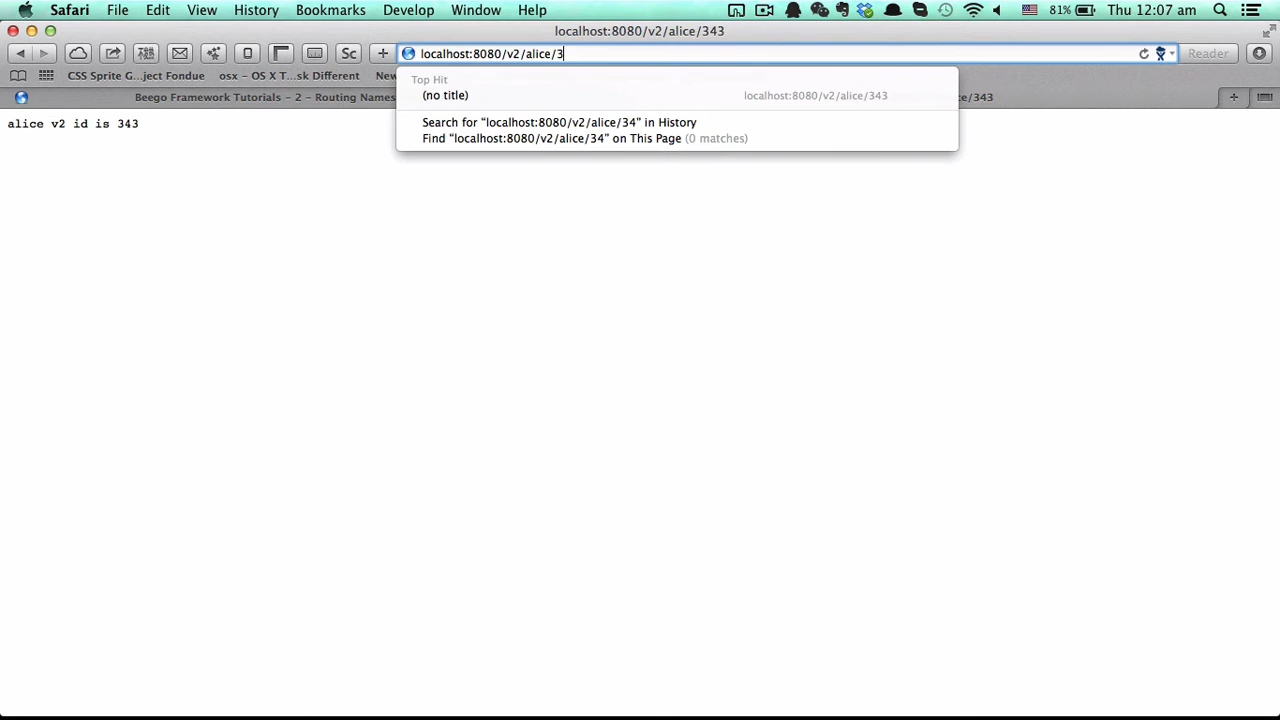 Safari File Edit View History Bookmarks Develop Window Help 81% Thu 12:07 am
localhost:8080/v2/alice/343
Sc localhost:8080/v2/alice/3 Reader
CSS Sprite G...ject Fondue osx - OS X T...sk Different New
Top Hit
(no title) localhost:8080/v2/alice/343
Beego Framework Tutorials - 2 - Routing Names e/343
Search for “localhost:8080/v2/alice/34” in History
alice v2 id is 343
Find “localhost:8080/v2/alice/34” on This Page (0 matches)